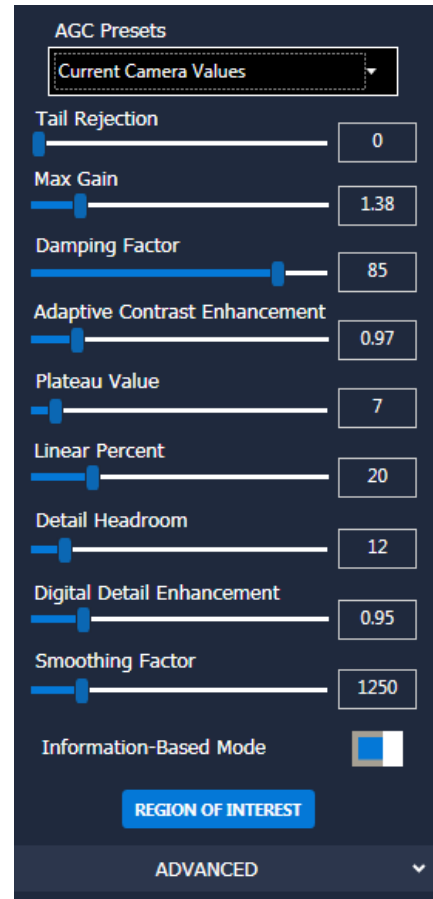 AGC Presets
Current Camera Values
Tail Rejection
0
Max Gain
1.38
Damping Factor
85
Adaptive Contrast Enhancement
0.97
Plateau Value
7
Linear Percent
20
Detail Headroom
12
Digital Detail Enhancement
0.95
Smoothing Factor
1250
Information-Based Mode
REGION OF INTEREST
ADVANCED